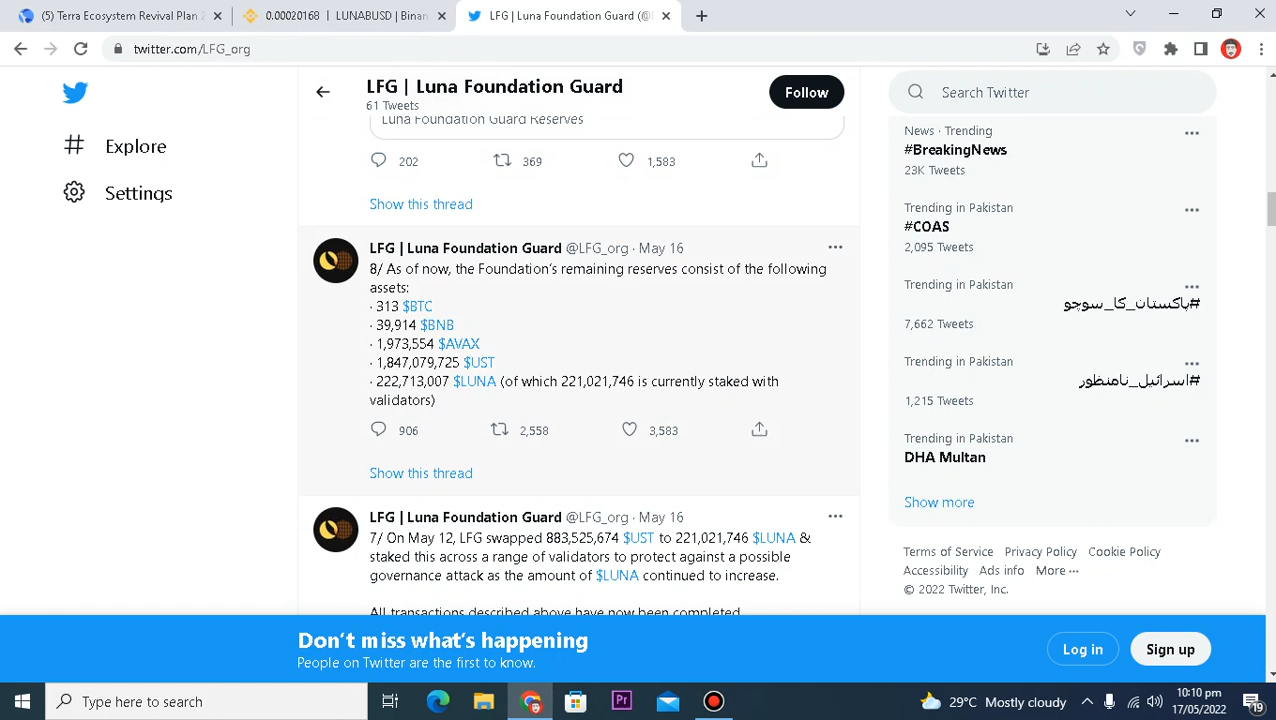 (5) Terra Ecosystem Revival Plan 2
0.00020168 | LUNABUSD | Binan
LFG | Luna Foundation Guard (@
twitter.com/LFG_org
Explore
Settings
LFG | Luna Foundation Guard
61 Tweets
Follow
Luna Foundation Guard Reserves
202 369 1,583
Show this thread
LFG | Luna Foundation Guard @LFG_org · May 16
8/ As of now, the Foundation's remaining reserves consist of the following
assets:
· 313 $BTC
· 39,914 $BNB
· 1,973,554 $AVAX
· 1,847,079,725 $UST
· 222,713,007 $LUNA (of which 221,021,746 is currently staked with
validators)
906 2,558 3,583
Show this thread
LFG | Luna Foundation Guard @LFG_org · May 16
7/ On May 12, LFG swapped 883,525,674 $UST to 221,021,746 $LUNA &
staked this across a range of validators to protect against a possible
governance attack as the amount of $LUNA continued to increase.
All transactions described above have now been completed
Search Twitter
News · Trending
#BreakingNews
23K Tweets
Trending in Pakistan
#COAS
2,095 Tweets
Trending in Pakistan
#پاکستان_کا_سوچو
7,662 Tweets
Trending in Pakistan
#اسرائیل_نامنظور
1,215 Tweets
Trending in Pakistan
DHA Multan
Show more
Terms of Service Privacy Policy Cookie Policy
Accessibility Ads info More ···
© 2022 Twitter, Inc.
Don't miss what's happening
People on Twitter are the first to know.
Log in
Sign up
Type here to search
Pr
29°C Mostly cloudy
10:10 pm
17/05/2022
19